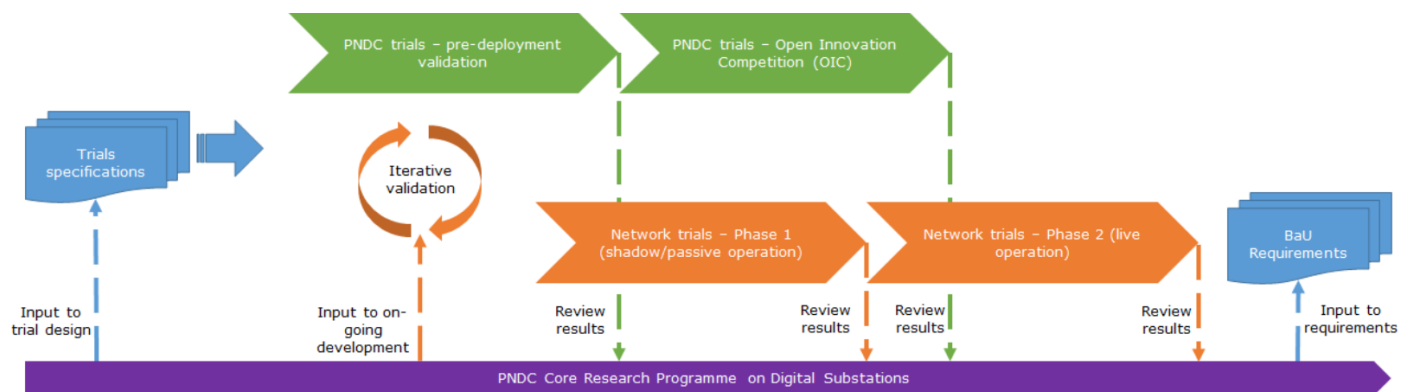 PNDC trials – pre-deployment
validation
PNDC trials – Open Innovation
Competition (OIC)
Trials
specifications
Iterative
validation
Network trials – Phase 1
(shadow/passive operation)
Network trials – Phase 2 (live
operation)
BaU
Requirements
Input to
trial design
Input to on-
going
development
Review
results
Review
results
Review
results
Review
results
Input to
requirements
PNDC Core Research Programme on Digital Substations